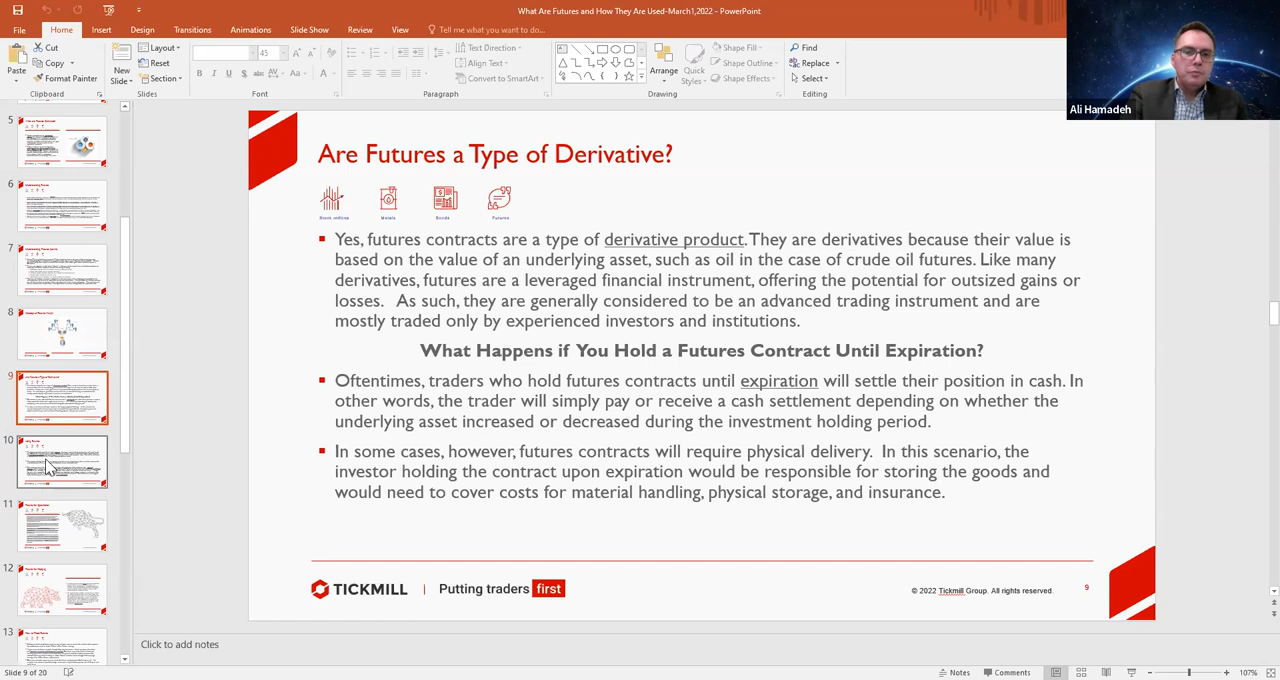 What Are Futures and How They Are Used-March1,2022 - PowerPoint
File Home Insert Design Transitions Animations Slide Show Review View Tell me what you want to do...
Paste
Cut
Copy
Format Painter
Clipboard
New Slide
Layout
Reset
Section
Slides
45
B I U S abc AV Aa A
Font
Text Direction
Align Text
Convert to SmartArt
Paragraph
Arrange
Quick Styles
Shape Fill
Shape Outline
Shape Effects
Drawing
Find
Replace
Select
Editing
Ali Hamadeh
5
6
7
8
9
10
11
12
13
Are Futures a Type of Derivative?
Metals
Bonds
Futures
Yes, futures contracts are a type of derivative product. They are derivatives because their value is
based on the value of an underlying asset, such as oil in the case of crude oil futures. Like many
derivatives, futures are a leveraged financial instrument, offering the potential for outsized gains or
losses. As such, they are generally considered to be an advanced trading instrument and are
mostly traded only by experienced investors and institutions.
What Happens if You Hold a Futures Contract Until Expiration?
Oftentimes, traders who hold futures contracts until expiration will settle their position in cash. In
other words, the trader will simply pay or receive a cash settlement depending on whether the
underlying asset increased or decreased during the investment holding period.
In some cases, however, futures contracts will require physical delivery. In this scenario, the
investor holding the contract upon expiration would be responsible for storing the goods and
would need to cover costs for material handling, physical storage, and insurance.
TICKMILL | Putting traders first
© 2022 Tickmill Group. All rights reserved.
9
Click to add notes
Slide 9 of 20
Notes
Comments
107%